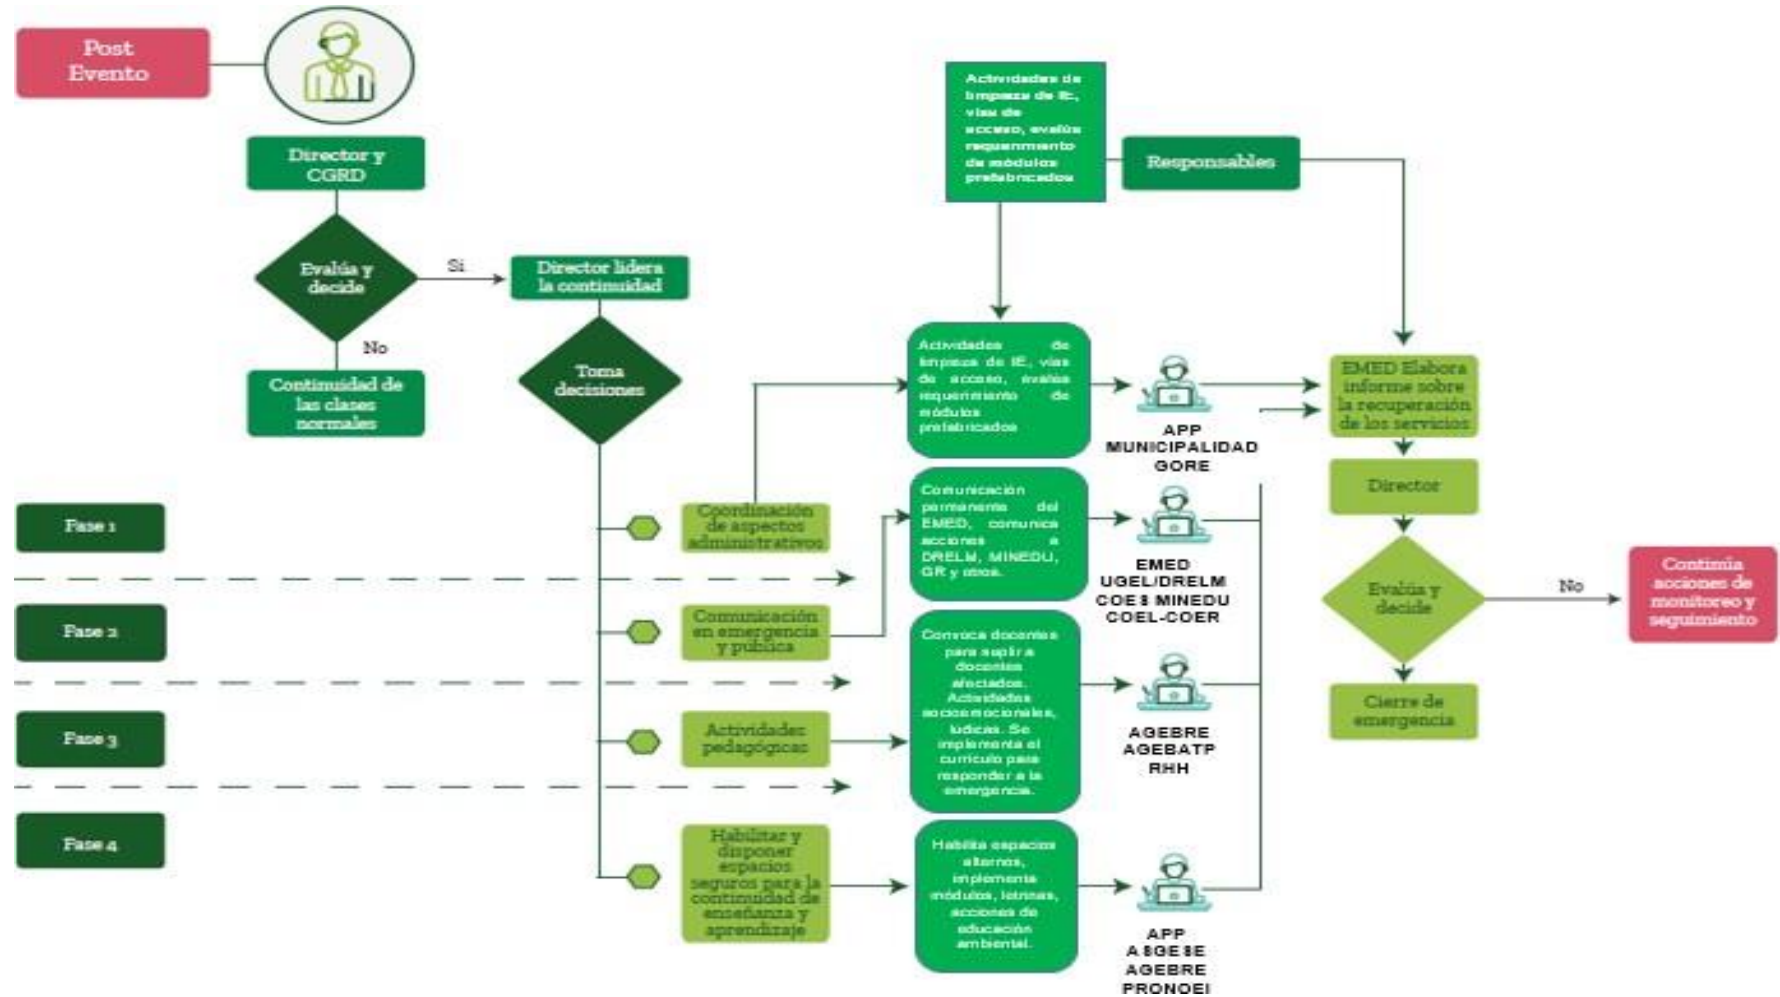 Post
Evento
Director y
CGRD
Evalúa y
decide
Si
No
Continuidad de
las clases
normales
Director lidera
la continuidad
Toma
decisiones
Fase 1
Fase 2
Fase 3
Fase 4
Coordinación
de aspectos
administrativos
Comunicación
en emergencia
y pública
Actividades
pedagógicas
Habilitar y
disponer
espacios
seguros para la
continuidad de
enseñanza y
aprendizaje
Actividades de
limpieza de IE,
vías de
acceso, evalúa
requerimiento
de módulos
prefabricados
Responsables
Actividades de
limpieza de IE, vías
de acceso, evalúa
requerimiento de
módulos
prefabricados
Comunicación
permanente del
EMED, comunica
acciones a
DRELM, MINEDU,
GR y otros.
Convoca docentes
para suplir a
docentes
afectados.
Actividades
socioemocionales,
lúdicas. Se
implementa el
currículo para
responder a la
emergencia.
Habilita espacios
alternos,
implementa
módulos, letrinas,
acciones de
educación
ambiental.
APP
MUNICIPALIDAD
GORE
EMED
UGEL/DRELM
COES MINEDU
COEL-COER
AGEBRE
AGEBATP
RHH
APP
ASGESE
AGEBRE
PRONOEI
EMED Elabora
informe sobre
la recuperación
de los servicios
Director
Evalúa y
decide
No
Cierre de
emergencia
Continúa
acciones de
monitoreo y
seguimiento